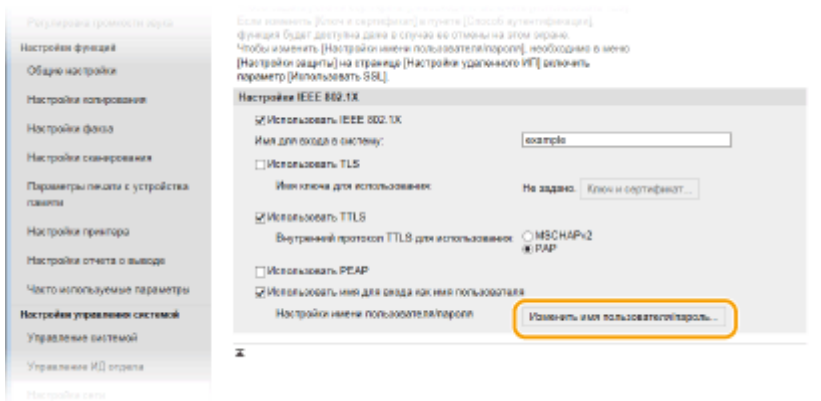 Регулировка громкости звука
Настройки функций
Общие настройки
Настройки копирования
Настройки факса
Настройки сканирования
Параметры печати с устройства
памяти
Настройки принтера
Настройки отчета о выводе
Часто используемые параметры
Настройки управления системой
Управление системой
Управление ИД отдела
Настройки сети
Если изменить [Ключ и сертификат] в пункте [Способ аутентификации],
функция будет доступна даже в случае ее отмены на этом экране.
Чтобы изменить [Настройки имени пользователя/пароля], необходимо в меню
[Настройки защиты] на странице [Настройки удаленного ИП] включить
параметр [Использовать SSL].
Настройки IEEE 802.1X
Использовать IEEE 802.1X
Имя для входа в систему:
example
Использовать TLS
Имя ключа для использования:
Не задано.
Ключ и сертификат...
Использовать TTLS
Внутренний протокол TTLS для использования:
MSCHAPv2
PAP
Использовать PEAP
Использовать имя для входа как имя пользователя
Настройки имени пользователя/пароля
Изменить имя пользователя/пароль...